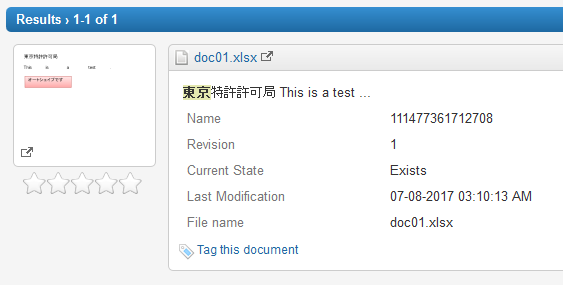 Results › 1-1 of 1
東京特許許可局
This is a test
オートシェイプです
doc01.xlsx
東京特許許可局 This is a test ...
Name 111477361712708
Revision 1
Current State Exists
Last Modification 07-08-2017 03:10:13 AM
File name doc01.xlsx
Tag this document